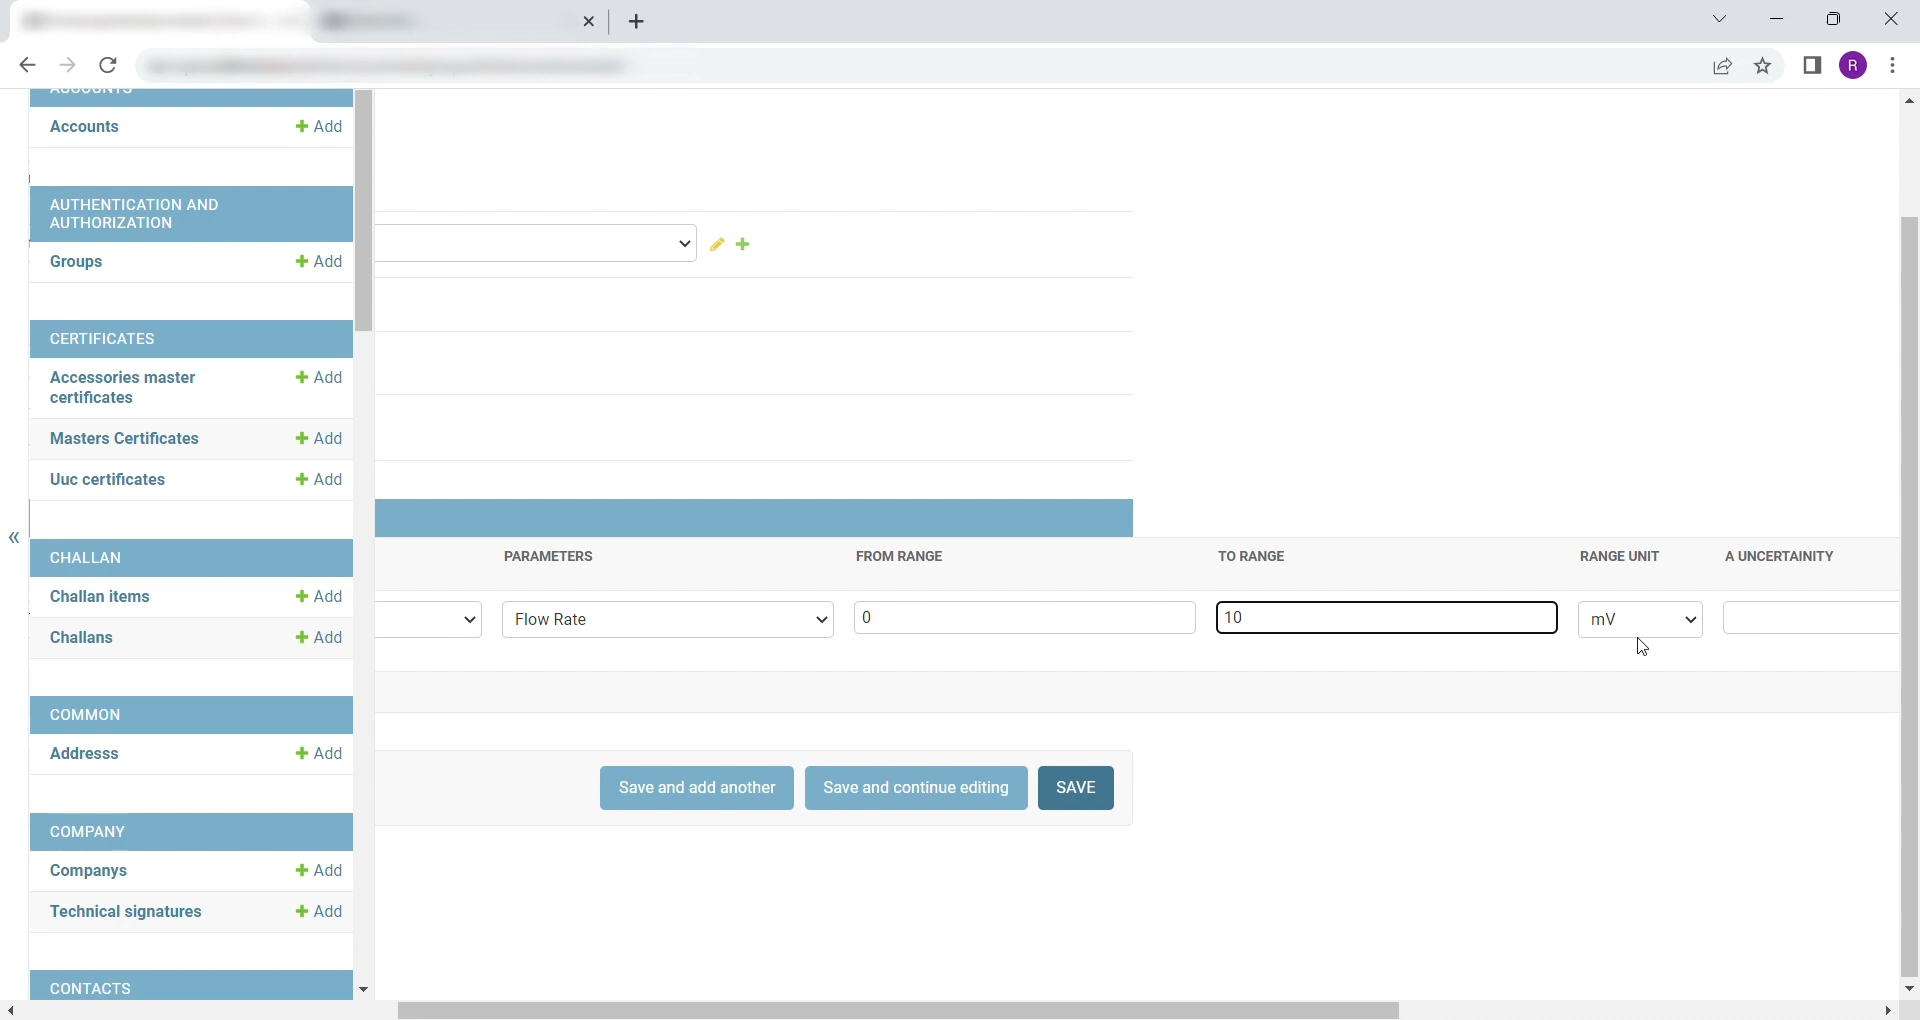 R
ACCOUNTS
Accounts + Add
AUTHENTICATION AND
AUTHORIZATION
Groups + Add
CERTIFICATES
Accessories master + Add
certificates
Masters Certificates + Add
Uuc certificates + Add
CHALLAN
PARAMETERS FROM RANGE TO RANGE RANGE UNIT A UNCERTAINITY
Challan items + Add
Flow Rate 0 10 mV
Challans + Add
COMMON
Addresss + Add
Save and add another Save and continue editing SAVE
COMPANY
Companys + Add
Technical signatures + Add
CONTACTS